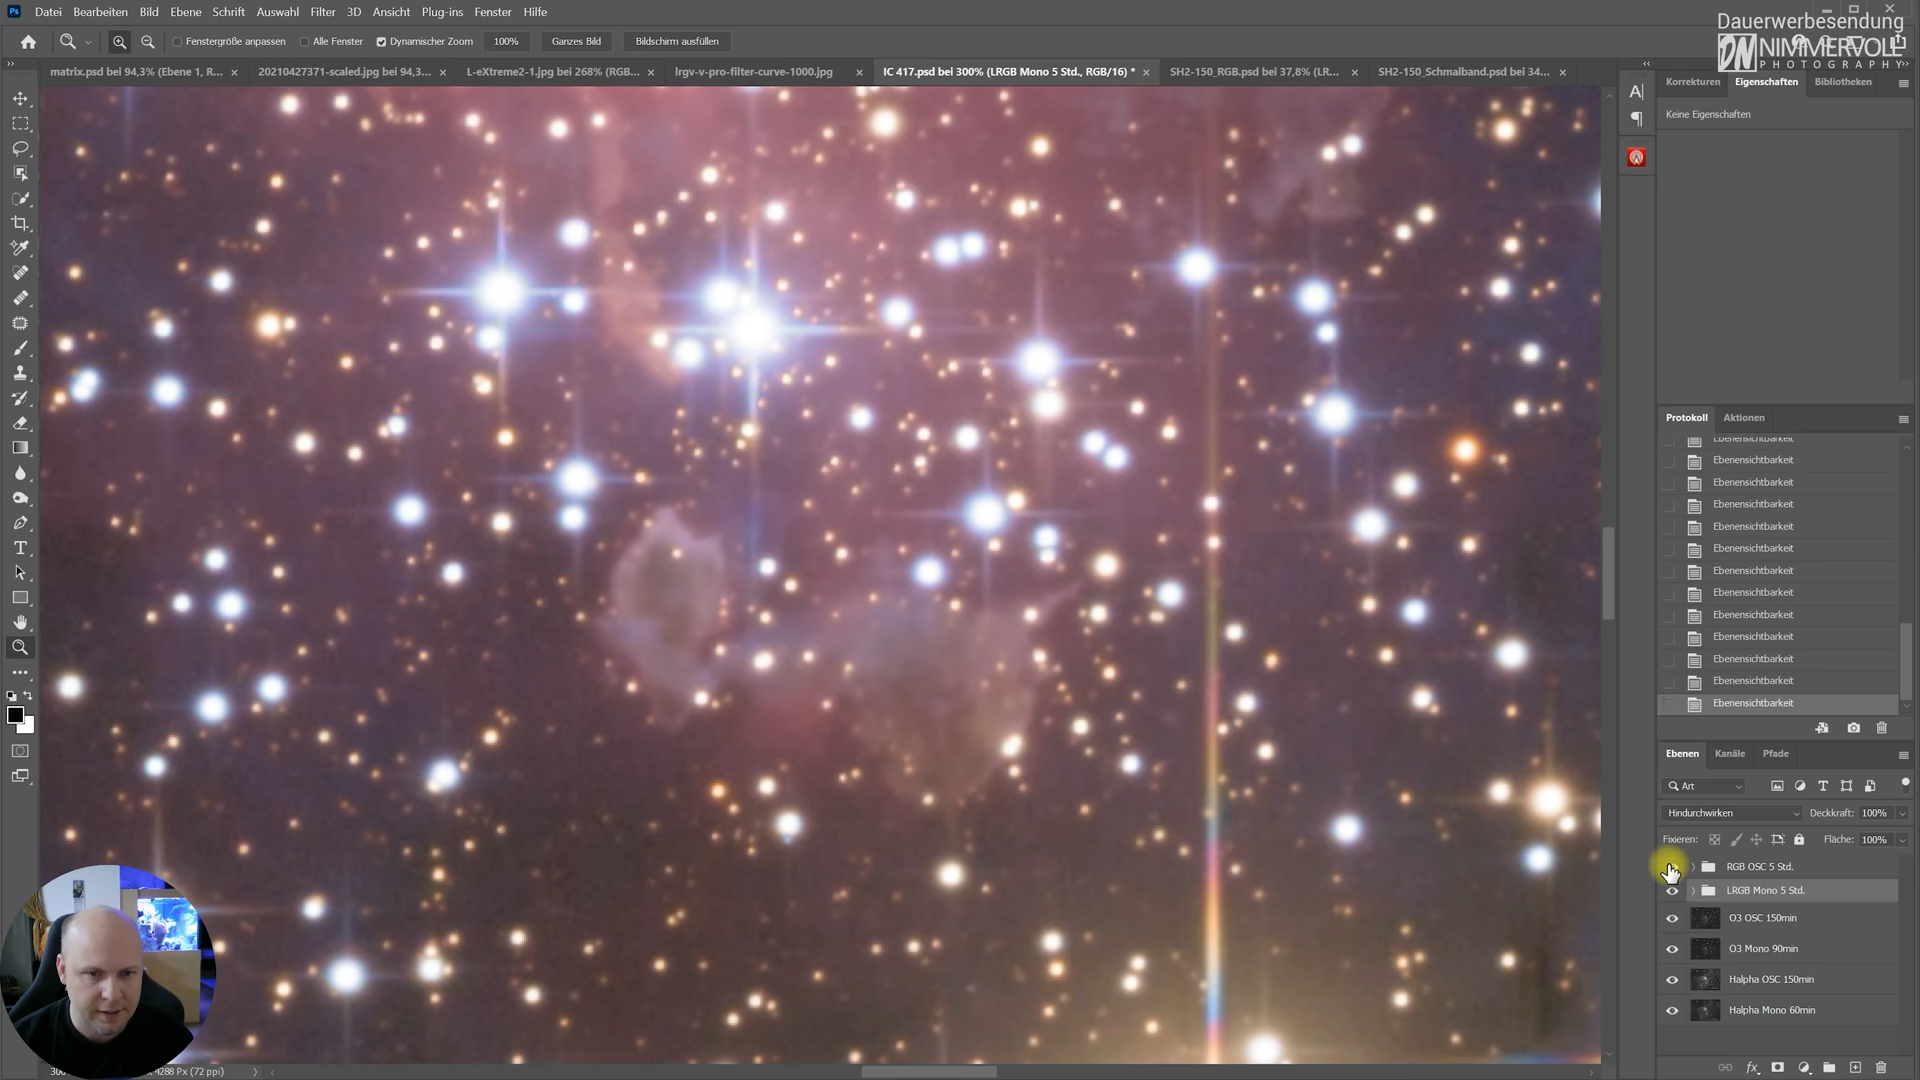 Datei Bearbeiten Bild Ebene Schrift Auswahl Filter 3D Ansicht Plug-ins Fenster Hilfe
Dauerwerbesendung
DN NIMMERVOLL
PHOTOGRAPHY
Fenstergröße anpassen Alle Fenster Dynamischer Zoom 100% Ganzes Bild Bildschirm ausfüllen
matrix.psd bei 94,3% (Ebene 1, R... × 20210427371-scaled.jpg bei 94,3... × L-eXtreme2-1.jpg bei 268% (RGB... × lrgv-v-pro-filter-curve-1000.jpg × IC 417.psd bei 300% (LRGB Mono 5 Std., RGB/16) * × SH2-150_RGB.psd bei 37,8% (LR... × SH2-150_Schmalband.psd bei 34... ×
Korrekturen Eigenschaften Bibliotheken
Keine Eigenschaften
Protokoll Aktionen
Ebenensichtbarkeit
Ebenensichtbarkeit
Ebenensichtbarkeit
Ebenensichtbarkeit
Ebenensichtbarkeit
Ebenensichtbarkeit
Ebenensichtbarkeit
Ebenensichtbarkeit
Ebenensichtbarkeit
Ebenensichtbarkeit
Ebenensichtbarkeit
Ebenensichtbarkeit
Ebenensichtbarkeit
Ebenen Kanäle Pfade
Art
Hindurchwirken Deckkraft: 100%
Fixieren: Fläche: 100%
RGB OSC 5 Std.
LRGB Mono 5 Std.
O3 OSC 150min
O3 Mono 90min
Halpha OSC 150min
Halpha Mono 60min
4288 Px (72 ppi)